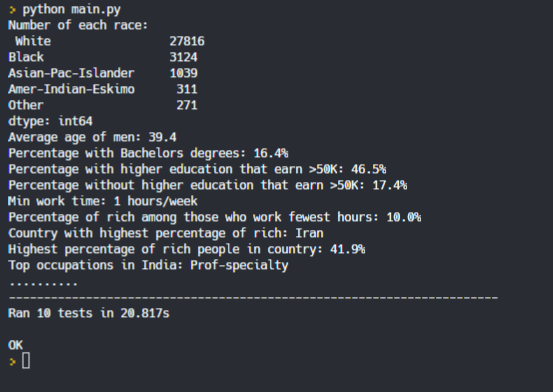 > python main.py
Number of each race:
 White                 27816
Black                  3124
Asian-Pac-Islander     1039
Amer-Indian-Eskimo      311
Other                   271
dtype: int64
Average age of men: 39.4
Percentage with Bachelors degrees: 16.4%
Percentage with higher education that earn >50K: 46.5%
Percentage without higher education that earn >50K: 17.4%
Min work time: 1 hours/week
Percentage of rich among those who work fewest hours: 10.0%
Country with highest percentage of rich: Iran
Highest percentage of rich people in country: 41.9%
Top occupations in India: Prof-specialty
..........
----------------------------------------------------------------------
Ran 10 tests in 20.817s

OK
>